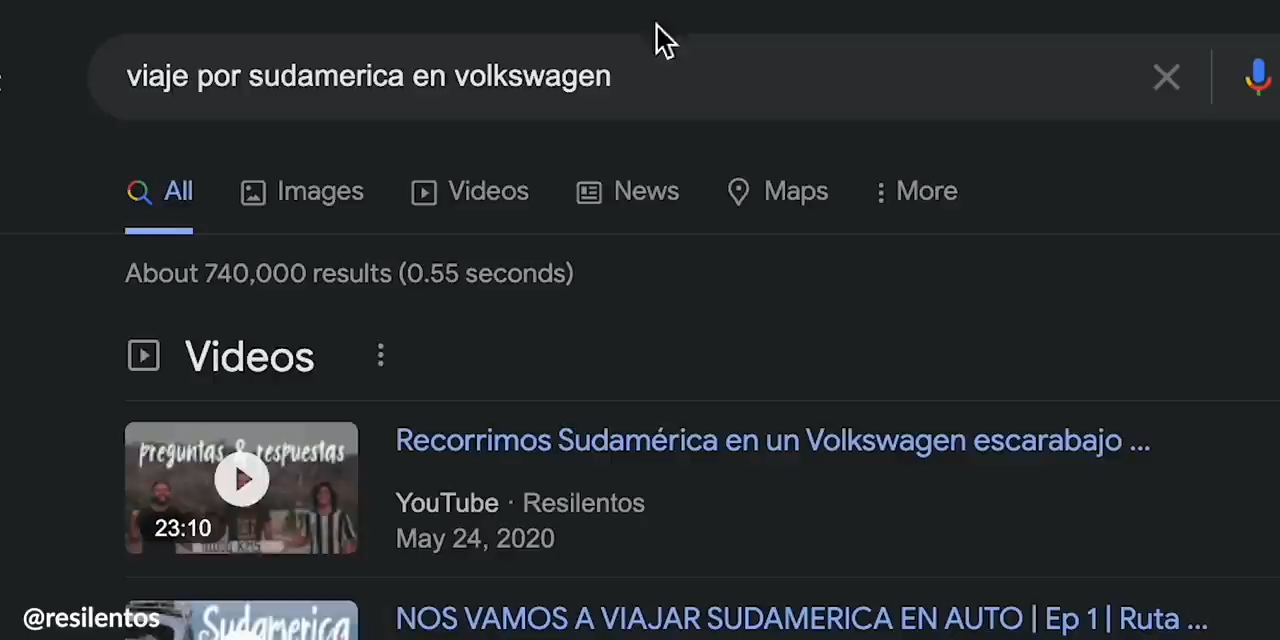 viaje por sudamerica en volkswagen
All Images Videos News Maps More
About 740,000 results (0.55 seconds)
Videos
preguntas & respuestas
23:10
Recorrimos Sudamérica en un Volkswagen escarabajo ...
YouTube · Resilentos
May 24, 2020
@resilentos
Sudamerica
NOS VAMOS A VIAJAR SUDAMERICA EN AUTO | Ep 1 | Ruta ...